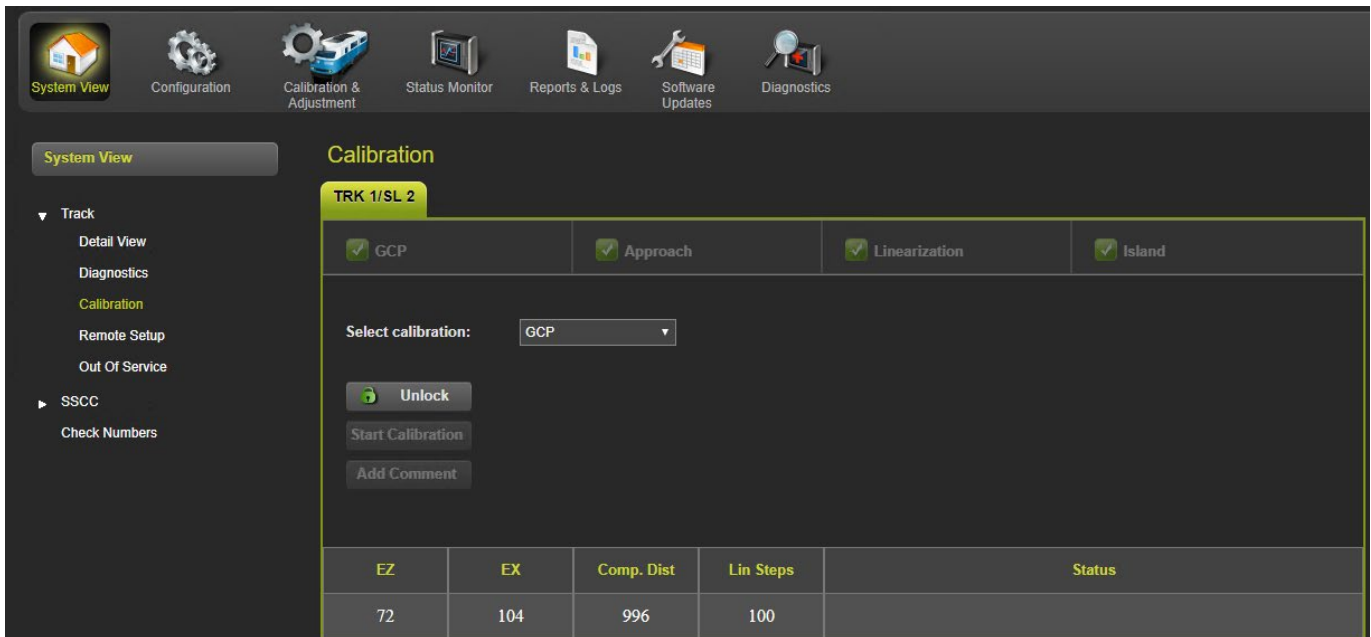 System View
Configuration
Calibration &
Adjustment
Status Monitor
Reports & Logs
Software
Updates
Diagnostics
System View
Track
Detail View
Diagnostics
Calibration
Remote Setup
Out Of Service
SSCC
Check Numbers
Calibration
TRK 1/SL 2
GCP
Approach
Linearization
Island
Select calibration:
GCP
Unlock
Start Calibration
Add Comment
EZ
EX
Comp. Dist
Lin Steps
Status
72
104
996
100